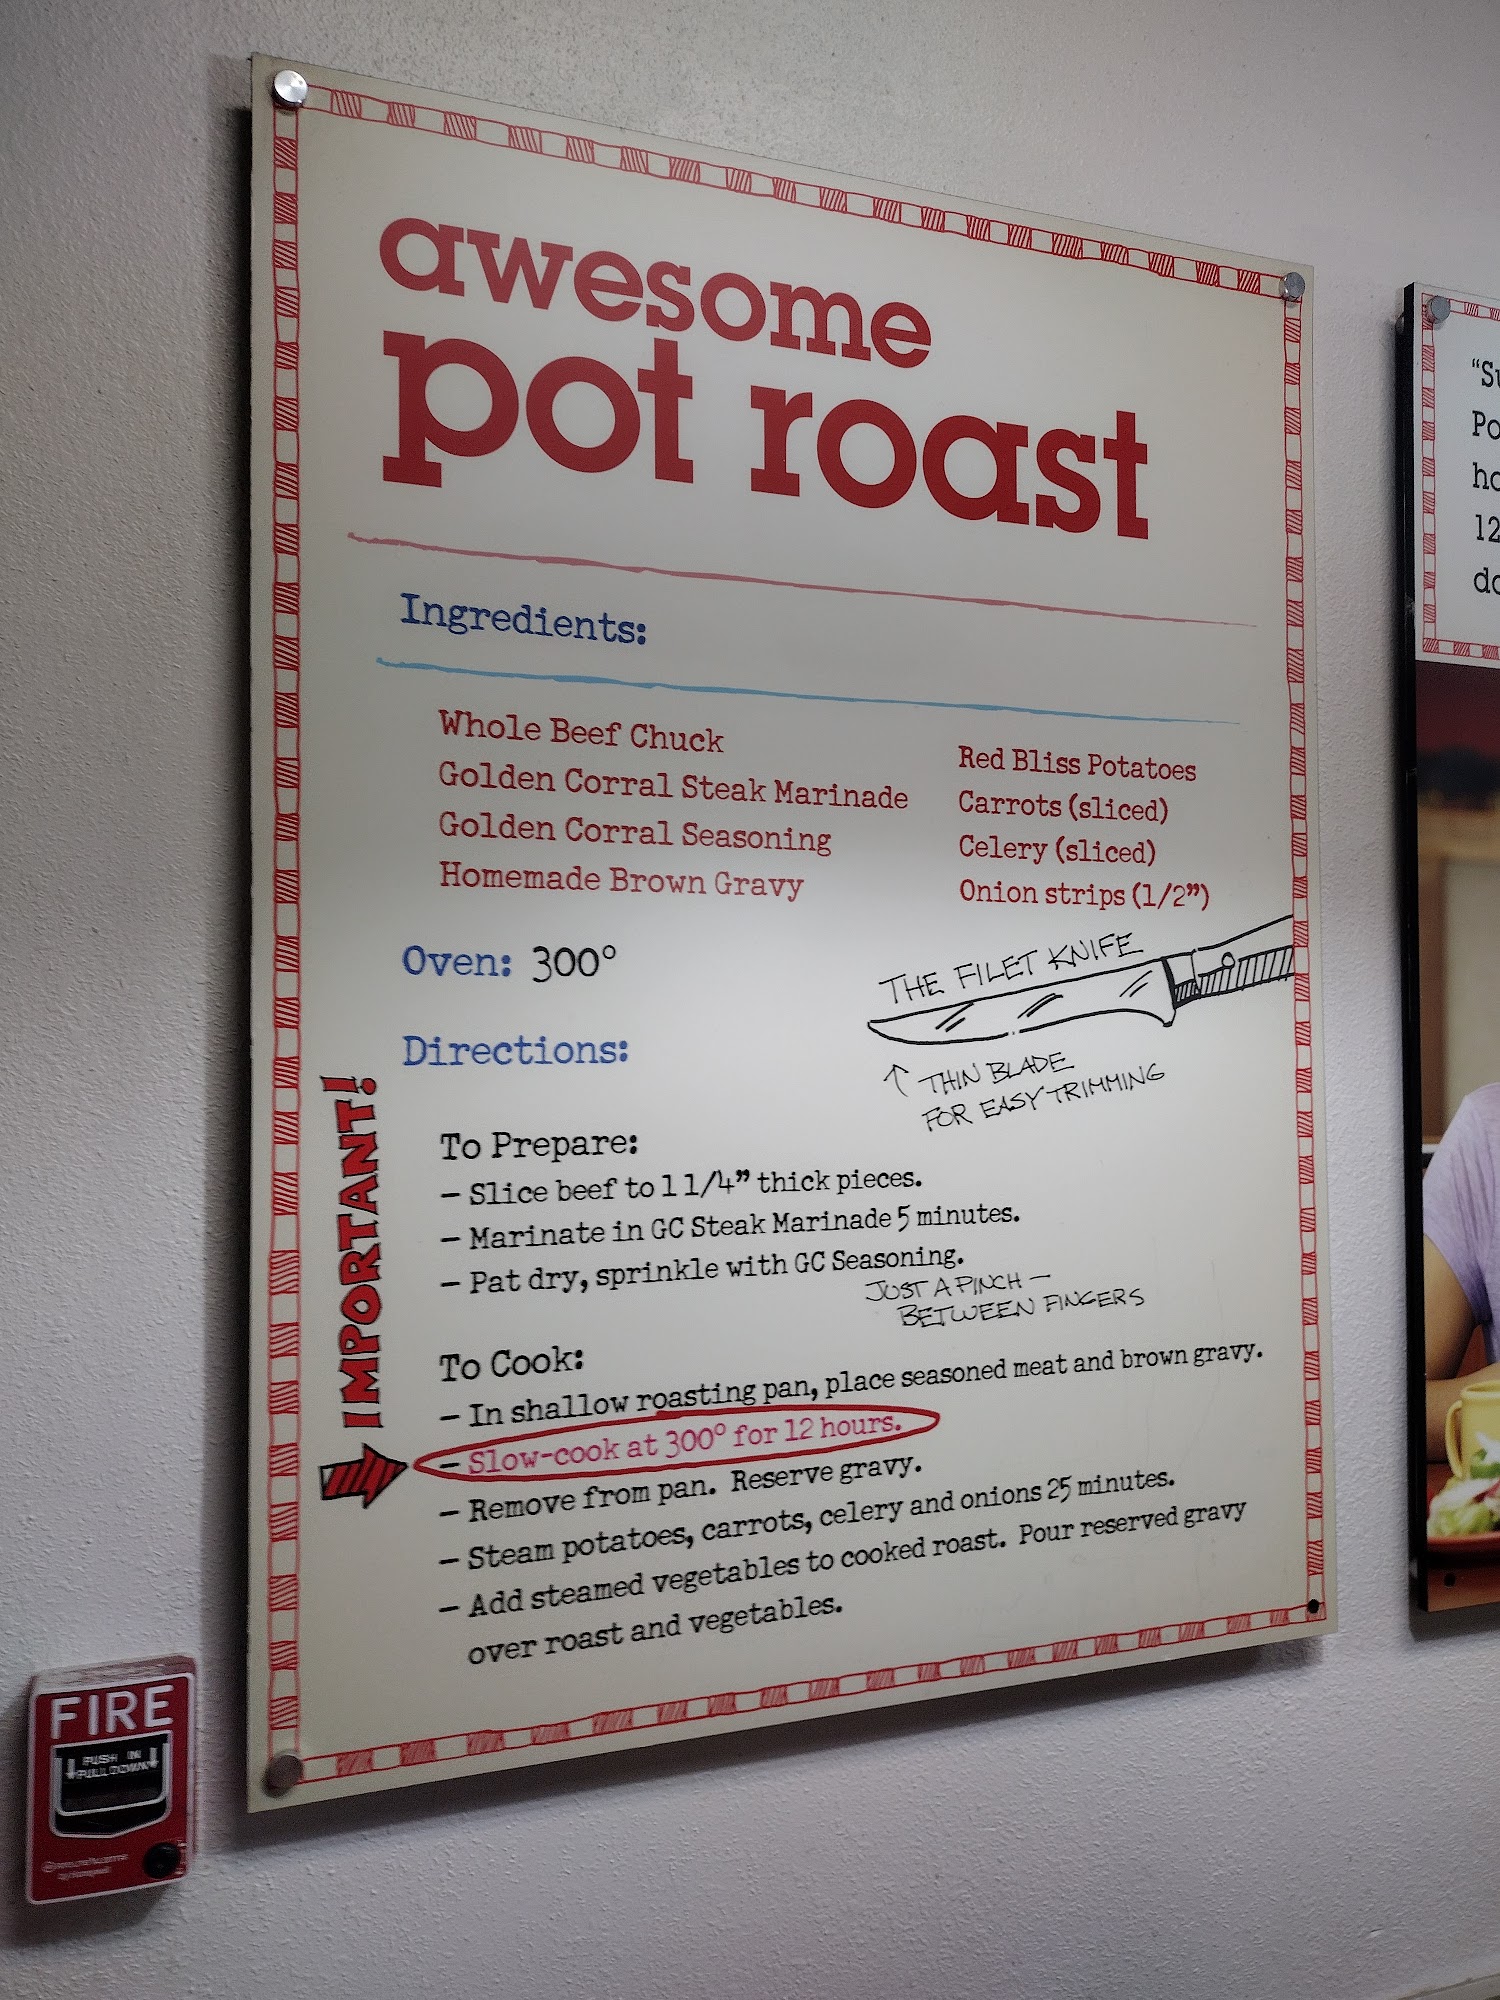 awesome
pot roast
Ingredients:
Whole Beef Chuck
Golden Corral Steak Marinade
Golden Corral Seasoning
Homemade Brown Gravy
Red Bliss Potatoes
Carrots (sliced)
Celery (sliced)
Onion strips (1/2”)
Oven: 300°
THE FILET KNIFE
↑ THIN BLADE
FOR EASY TRIMMING
Directions:
IMPORTANT!
To Prepare:
– Slice beef to 1 1/4” thick pieces.
– Marinate in GC Steak Marinade 5 minutes.
– Pat dry, sprinkle with GC Seasoning.
JUST A PINCH –
BETWEEN FINGERS
To Cook:
– In shallow roasting pan, place seasoned meat and brown gravy.
– Slow-cook at 300° for 12 hours.
– Remove from pan. Reserve gravy.
– Steam potatoes, carrots, celery and onions 25 minutes.
– Add steamed vegetables to cooked roast. Pour reserved gravy
over roast and vegetables.
FIRE
PUSH IN
PULL DOWN
12